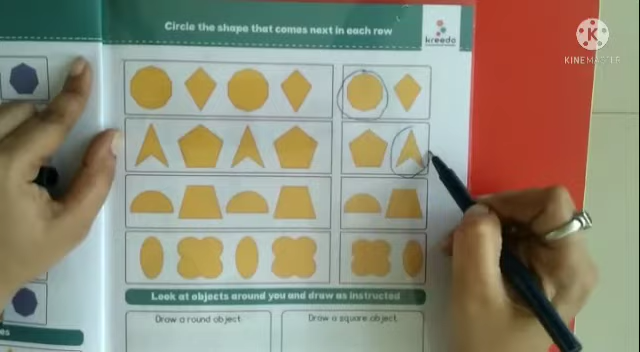 Circle the shape that comes next in each row
kreedo
KINEMASTER
Look at objects around you and draw as instructed
Draw a round object
Draw a square object
es